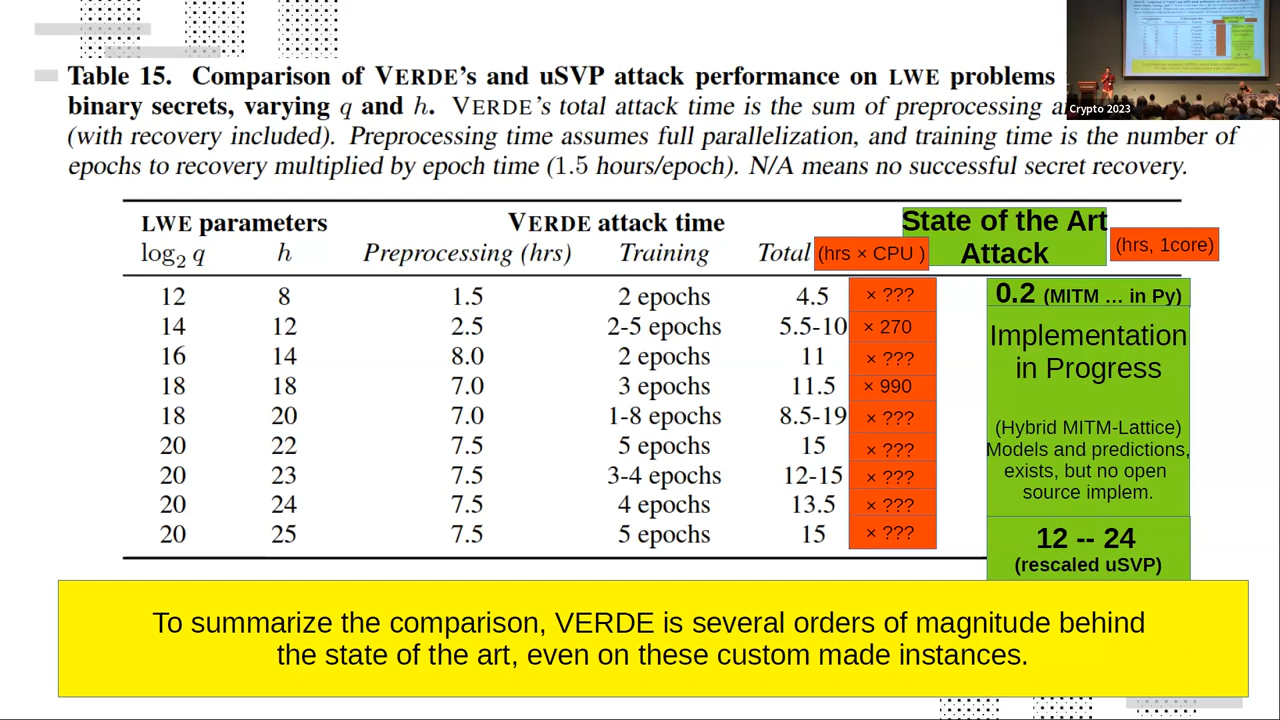 Table 15. Comparison of VERDE's and uSVP attack performance on LWE problems
binary secrets, varying q and h. VERDE's total attack time is the sum of preprocessing
(with recovery included). Preprocessing time assumes full parallelization, and training time is the number of
epochs to recovery multiplied by epoch time (1.5 hours/epoch). N/A means no successful secret recovery.
Crypto 2023
LWE parameters VERDE attack time State of the Art
Attack
log₂ q h Preprocessing (hrs) Training Total (hrs × CPU ) (hrs, 1core)
12 8 1.5 2 epochs 4.5 × ??? 0.2 (MITM ... in Py)
14 12 2.5 2-5 epochs 5.5-10 × 270
16 14 8.0 2 epochs 11 × ???
18 18 7.0 3 epochs 11.5 × 990
18 20 7.0 1-8 epochs 8.5-19 × ???
20 22 7.5 5 epochs 15 × ???
20 23 7.5 3-4 epochs 12-15 × ???
20 24 7.5 4 epochs 13.5 × ???
20 25 7.5 5 epochs 15 × ???
Implementation
in Progress
(Hybrid MITM-Lattice)
Models and predictions,
exists, but no open
source implem.
12 -- 24
(rescaled uSVP)
To summarize the comparison, VERDE is several orders of magnitude behind
the state of the art, even on these custom made instances.